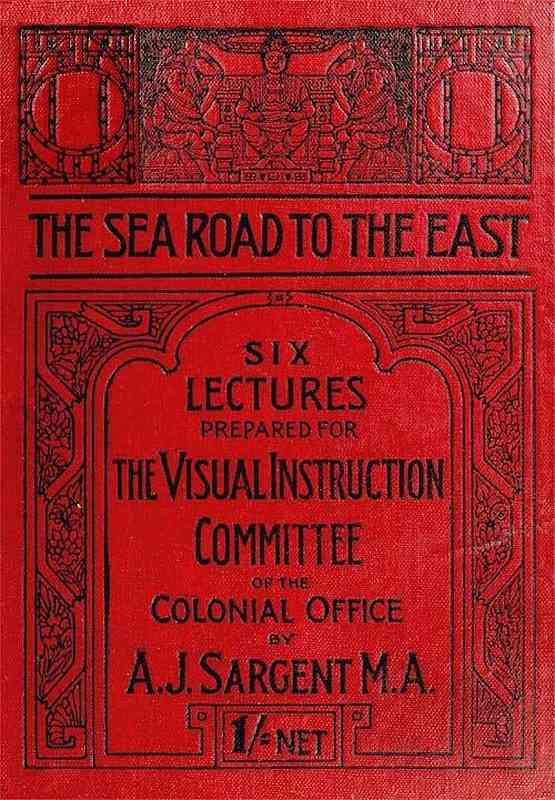 THE SEA ROAD TO THE EAST
SIX
LECTURES
PREPARED FOR
THE VISUAL INSTRUCTION
COMMITTEE
OF THE
COLONIAL OFFICE
BY
A.J. SARGENT M.A.
1/= NET